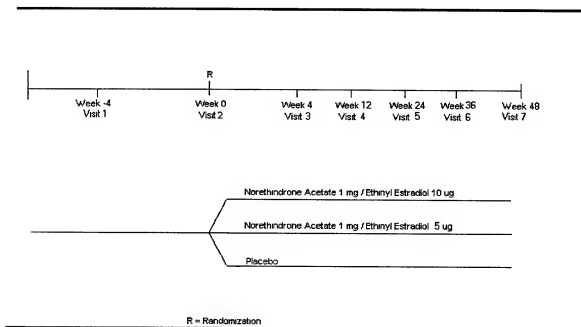 R
Week -4 Week 0 Week 4 Week 12 Week 24 Week 36 Week 48
Visit 1 Visit 2 Visit 3 Visit 4 Visit 5 Visit 6 Visit 7
Norethindrone Acetate 1 mg / Ethinyl Estradiol 10 ug
Norethindrone Acetate 1 mg / Ethinyl Estradiol 5 ug
Placebo
R = Randomization